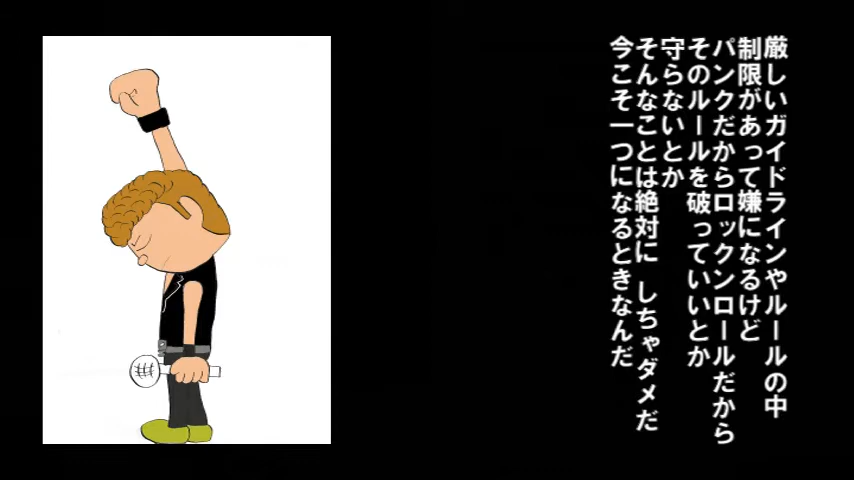 厳しいガイドラインやルールの中
制限があって嫌になるけど
パンクだからロックンロールだから
そのルールを破っていいとか
守らないとか
そんなことは絶対に しちゃダメだ
今こそ一つになるときなんだ